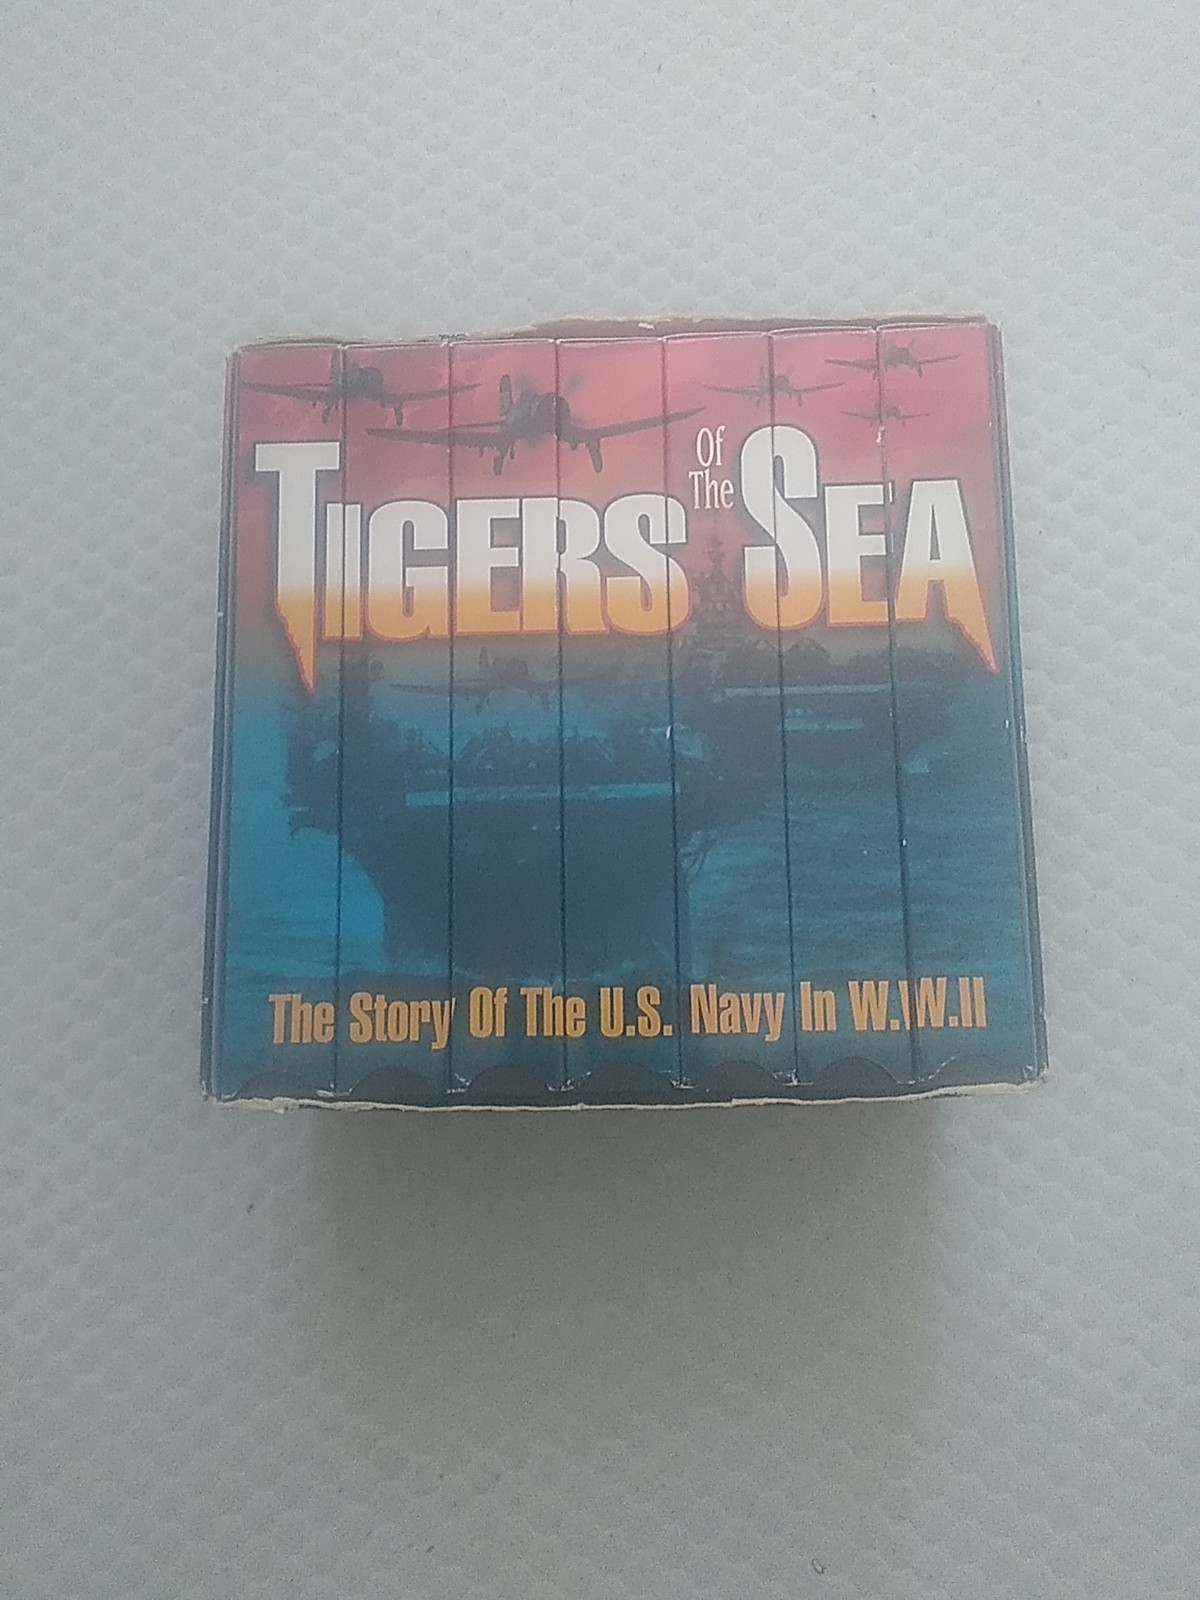 TIGERS Of The SEA
The Story Of The U.S. Navy In W.W.II